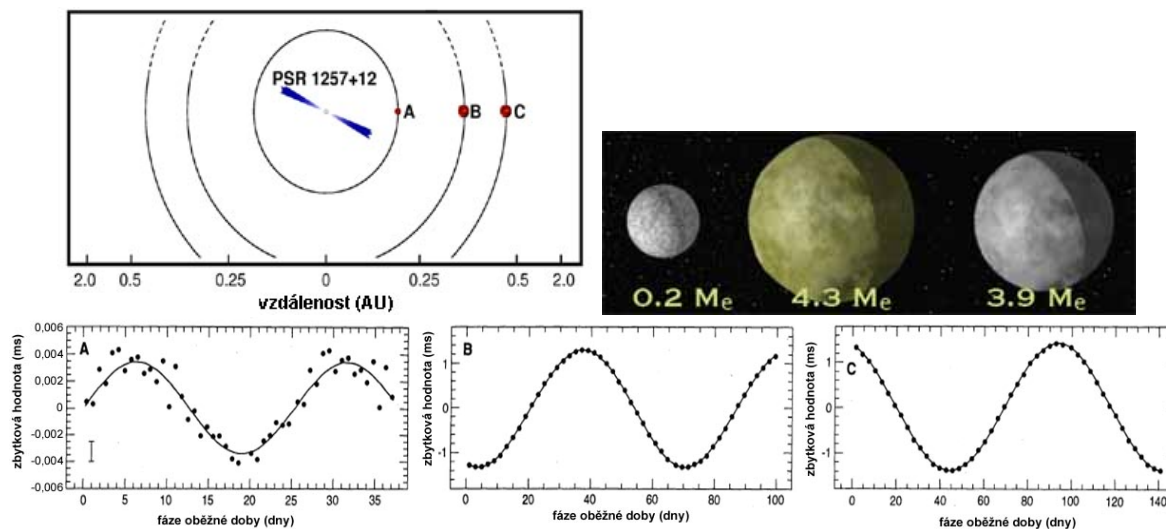 PSR 1257+12
A
B
C
2.0 0.5 0.25 0 0.25 0.5 2.0
vzdálenost (AU)
0.2 Me 4.3 Me 3.9 Me
A
zbytková hodnota (ms)
0,006
0,004
0,002
0
-0,002
-0,004
-0,006
0 5 10 15 20 25 30 35
fáze oběžné doby (dny)
B
zbytková hodnota (ms)
1
0
-1
0 20 40 60 80 100
fáze oběžné doby (dny)
C
zbytková hodnota (ms)
1
0
-1
0 20 40 60 80 100 120 140
fáze oběžné doby (dny)